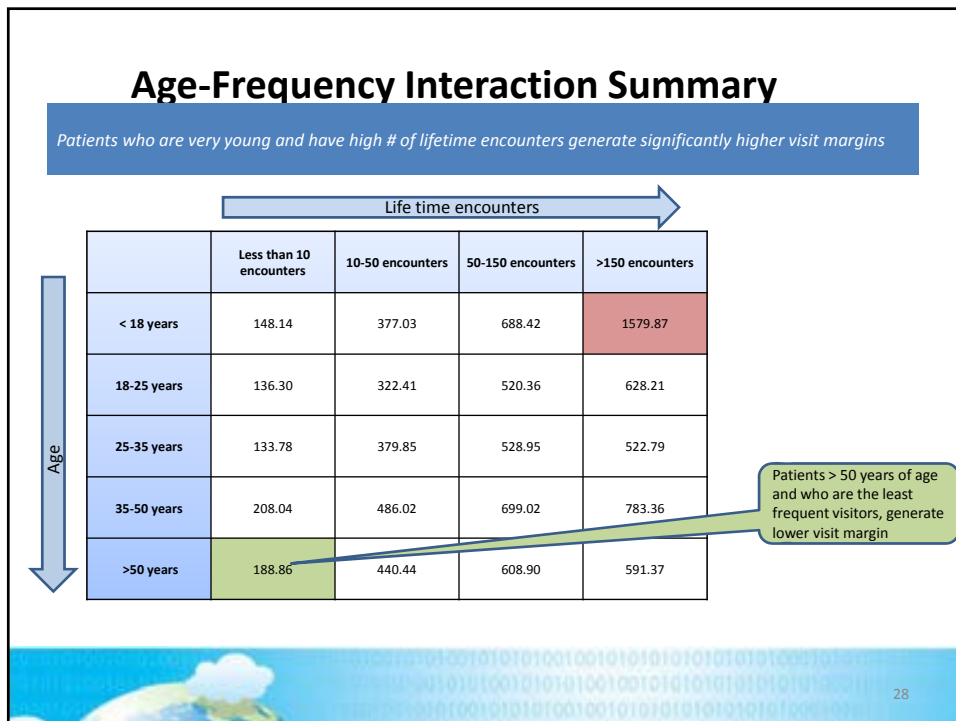 Age-Frequency Interaction Summary
Patients who are very young and have high # of lifetime encounters generate significantly higher visit margins
Life time encounters
Less than 10
encounters
10-50 encounters
50-150 encounters
>150 encounters
Age
< 18 years
148.14
377.03
688.42
1579.87
18-25 years
136.30
322.41
520.36
628.21
25-35 years
133.78
379.85
528.95
522.79
35-50 years
208.04
486.02
699.02
783.36
>50 years
188.86
440.44
608.90
591.37
Patients > 50 years of age
and who are the least
frequent visitors, generate
lower visit margin
28